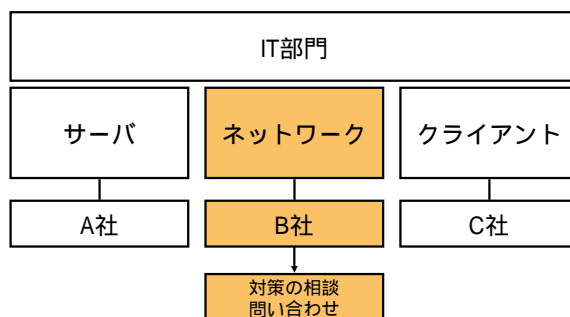 IT部門
サーバ
ネットワーク
クライアント
A社
B社
C社
対策の相談
問い合わせ